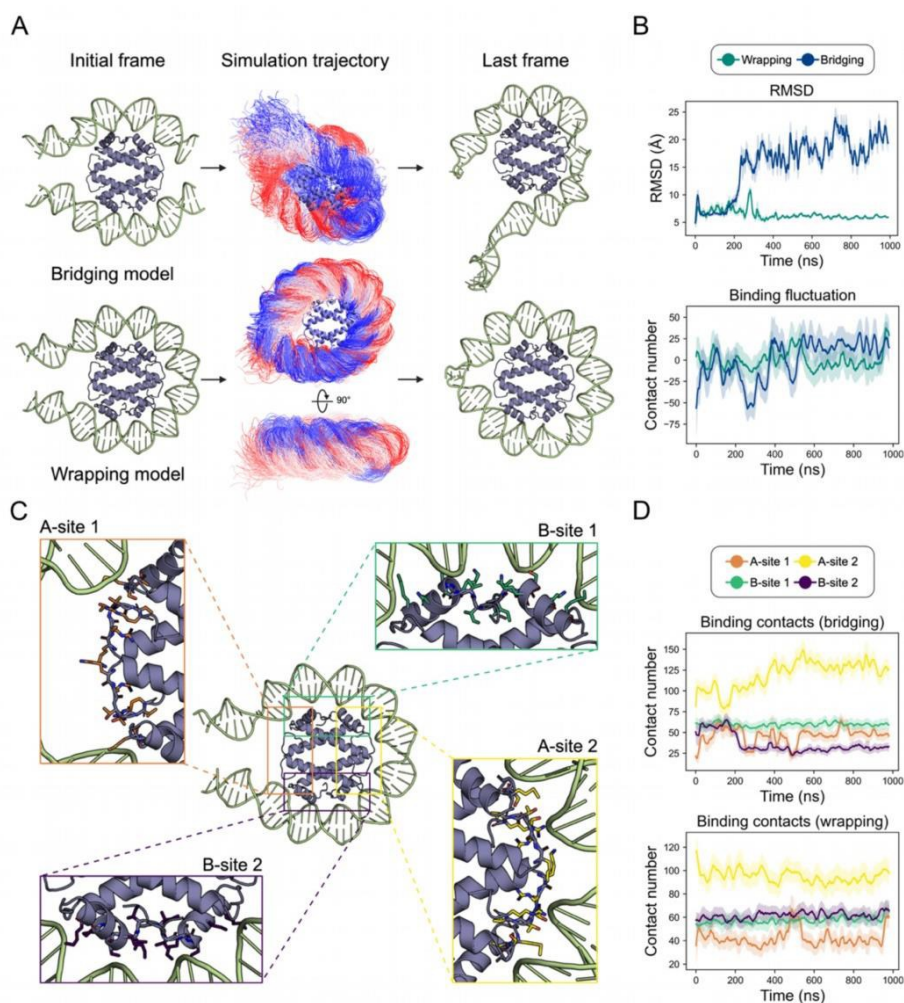 A
Initial frame
Simulation trajectory
Last frame
Bridging model
90°
Wrapping model
B
Wrapping
Bridging
RMSD
RMSD (Å)
25
20
15
10
5
0
200
400
600
800
1000
Time (ns)
Binding fluctuation
Contact number
50
25
0
-25
-50
-75
0
200
400
600
800
1000
Time (ns)
C
A-site 1
B-site 1
A-site 2
B-site 2
D
A-site 1
A-site 2
B-site 1
B-site 2
Binding contacts (bridging)
Contact number
150
125
100
75
50
25
0
200
400
600
800
1000
Time (ns)
Binding contacts (wrapping)
Contact number
120
100
80
60
40
0
200
400
600
800
1000
Time (ns)